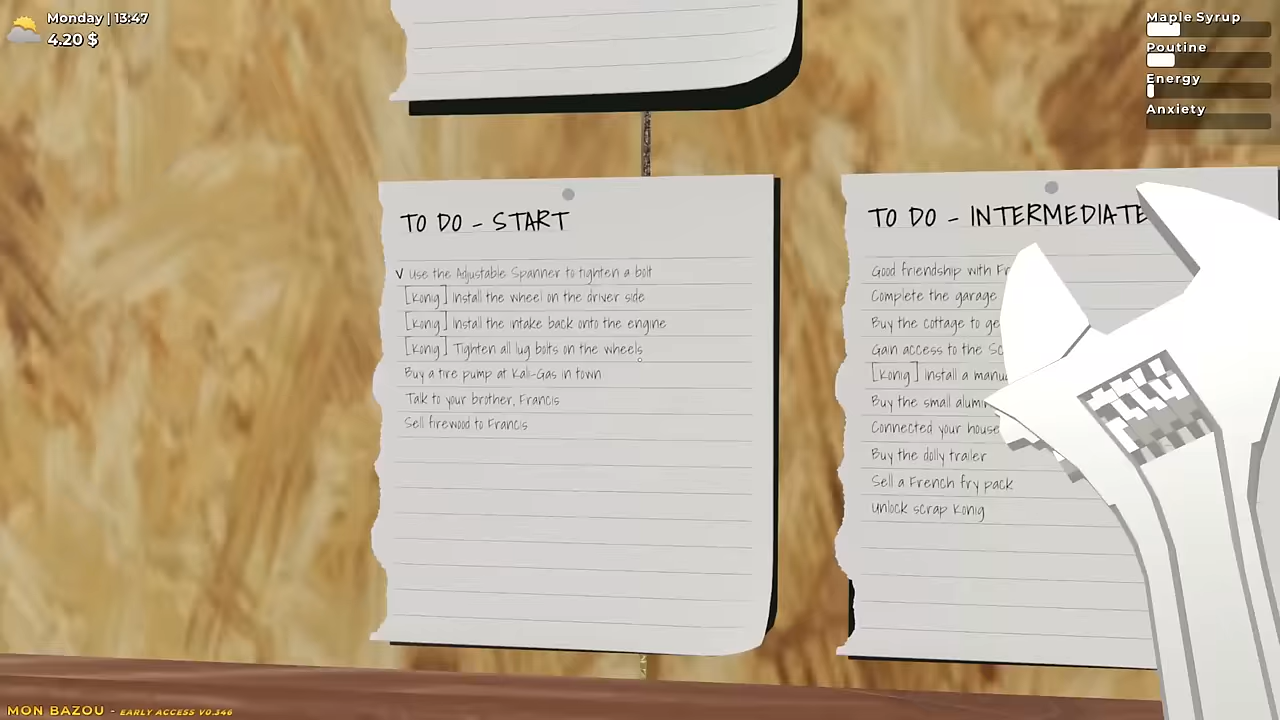 Monday | 13:47
4.20 $
Maple Syrup
Poutine
Energy
Anxiety
TO DO - START
V Use the Adjustable Spanner to tighten a bolt
[Konig] Install the wheel on the driver side
[Konig] Install the intake back onto the engine
[Konig] Tighten all lug bolts on the wheels
Buy a tire pump at Kali-Gas in town
Talk to your brother, Francis
Sell firewood to Francis
TO DO - INTERMEDIATE
Good friendship with Fr
Complete the garage
Buy the cottage to ge
Gain access to the Sc
[Konig] Install a manu
Buy the small alumin
Connected your house
Buy the dolly trailer
Sell a French fry pack
Unlock scrap Konig
MON BAZOU - EARLY ACCESS V0.346